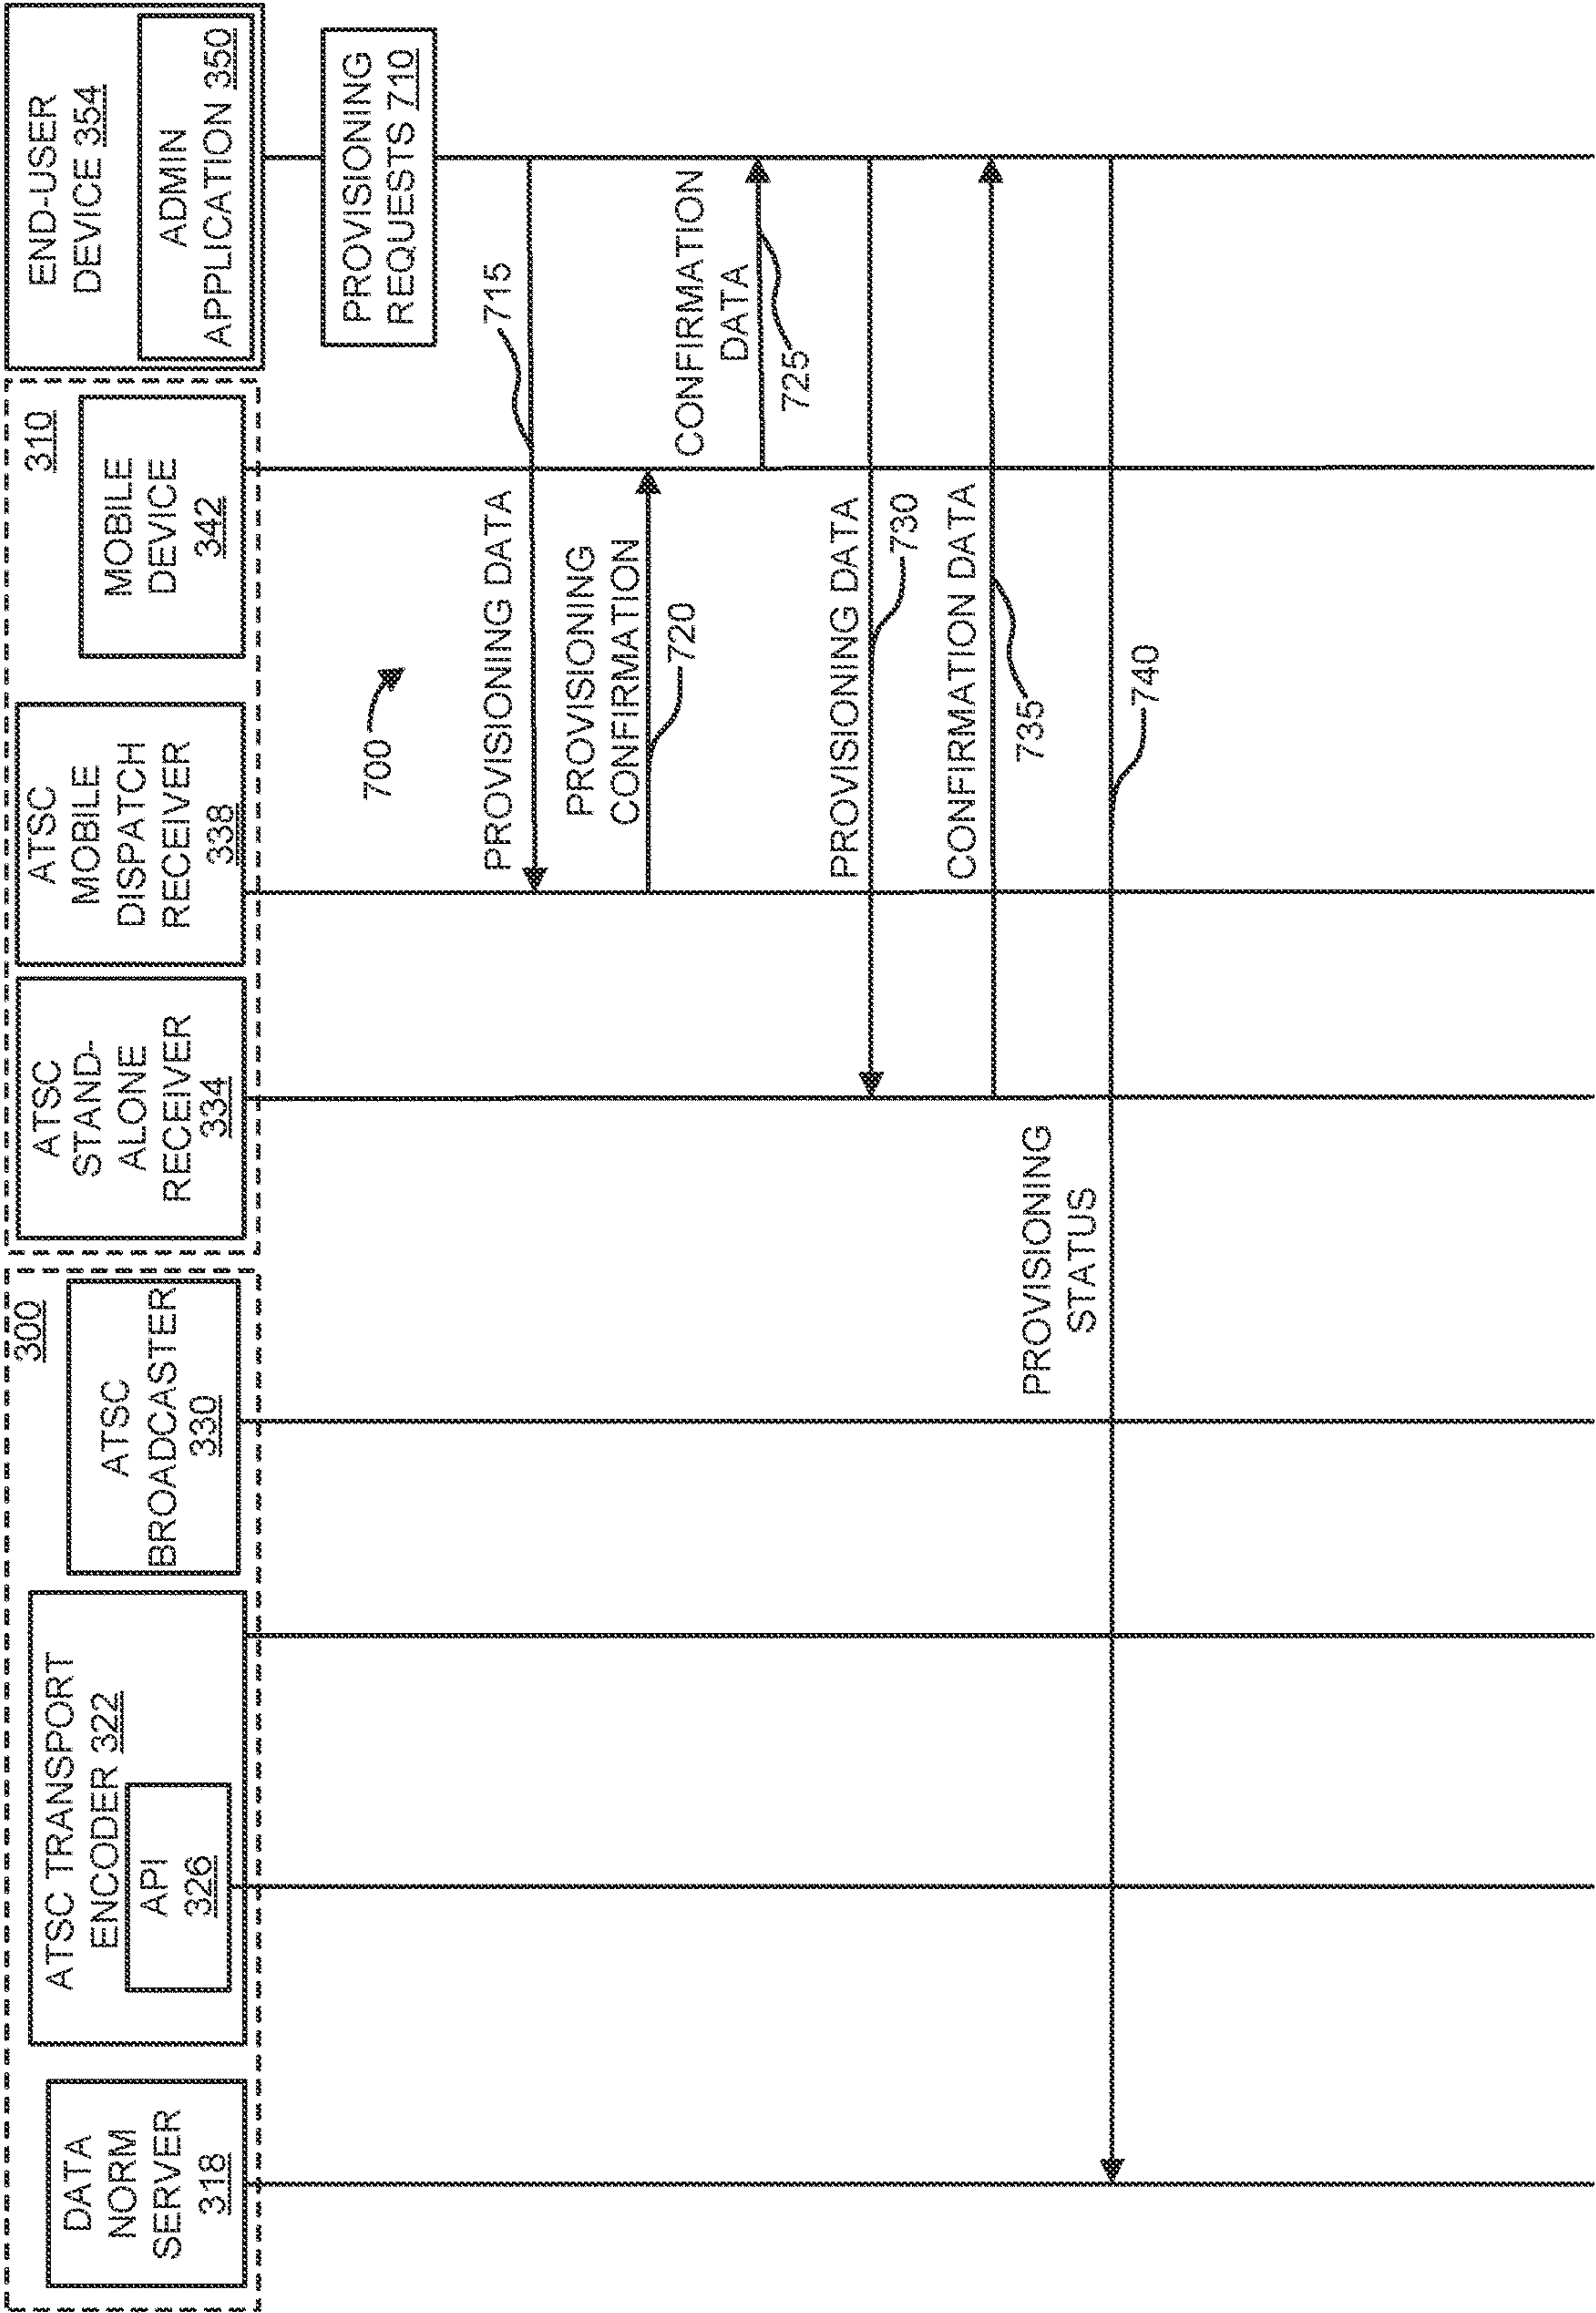 300
DATA
NORM
SERVER
318
ATSC TRANSPORT
ENCODER 322
API
326
ATSC
BROADCASTER
330
310
ATSC
STAND-
ALONE
RECEIVER
334
ATSC
MOBILE
DISPATCH
RECEIVER
338
MOBILE
DEVICE
342
END-USER
DEVICE 354
ADMIN
APPLICATION 350
PROVISIONING
REQUESTS 710
700
PROVISIONING DATA
715
PROVISIONING
CONFIRMATION
720
CONFIRMATION
DATA
725
PROVISIONING DATA
730
CONFIRMATION DATA
735
PROVISIONING
STATUS
740